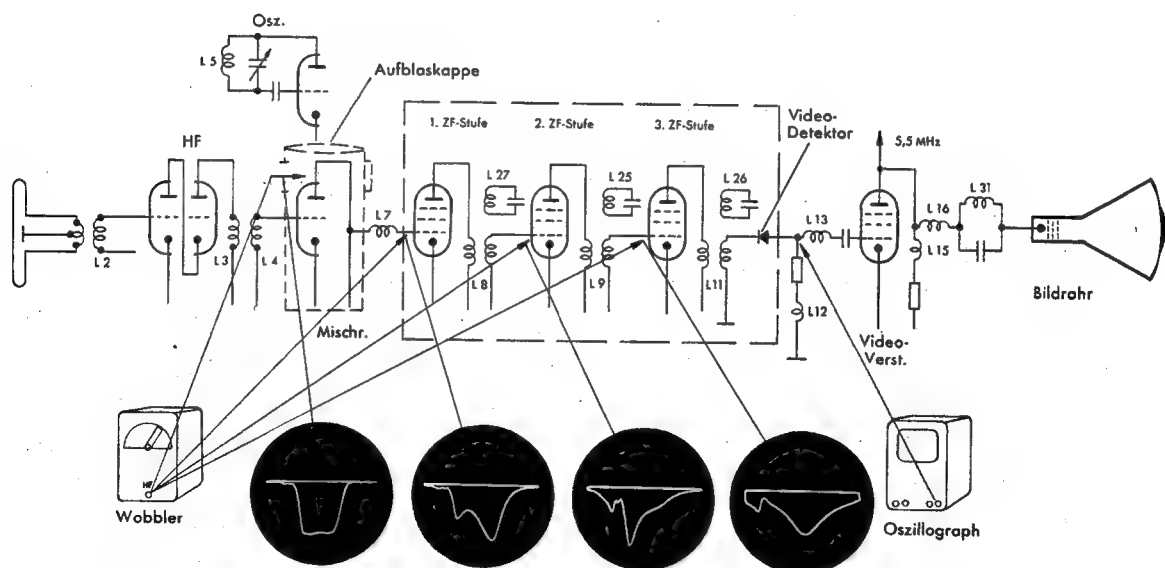 Osz.
L 5
Aufblaskappe
HF
1. ZF-Stufe
2. ZF-Stufe
3. ZF-Stufe
Video-
Detektor
5,5 MHz
L 27
L 25
L 26
L 31
L 2
L 3
L 4
L 7
L 8
L 9
L 11
L 13
L 12
L 16
L 15
Mischr.
Video-
Verst.
Bildrohr
HF
Wobbler
Oszillograph